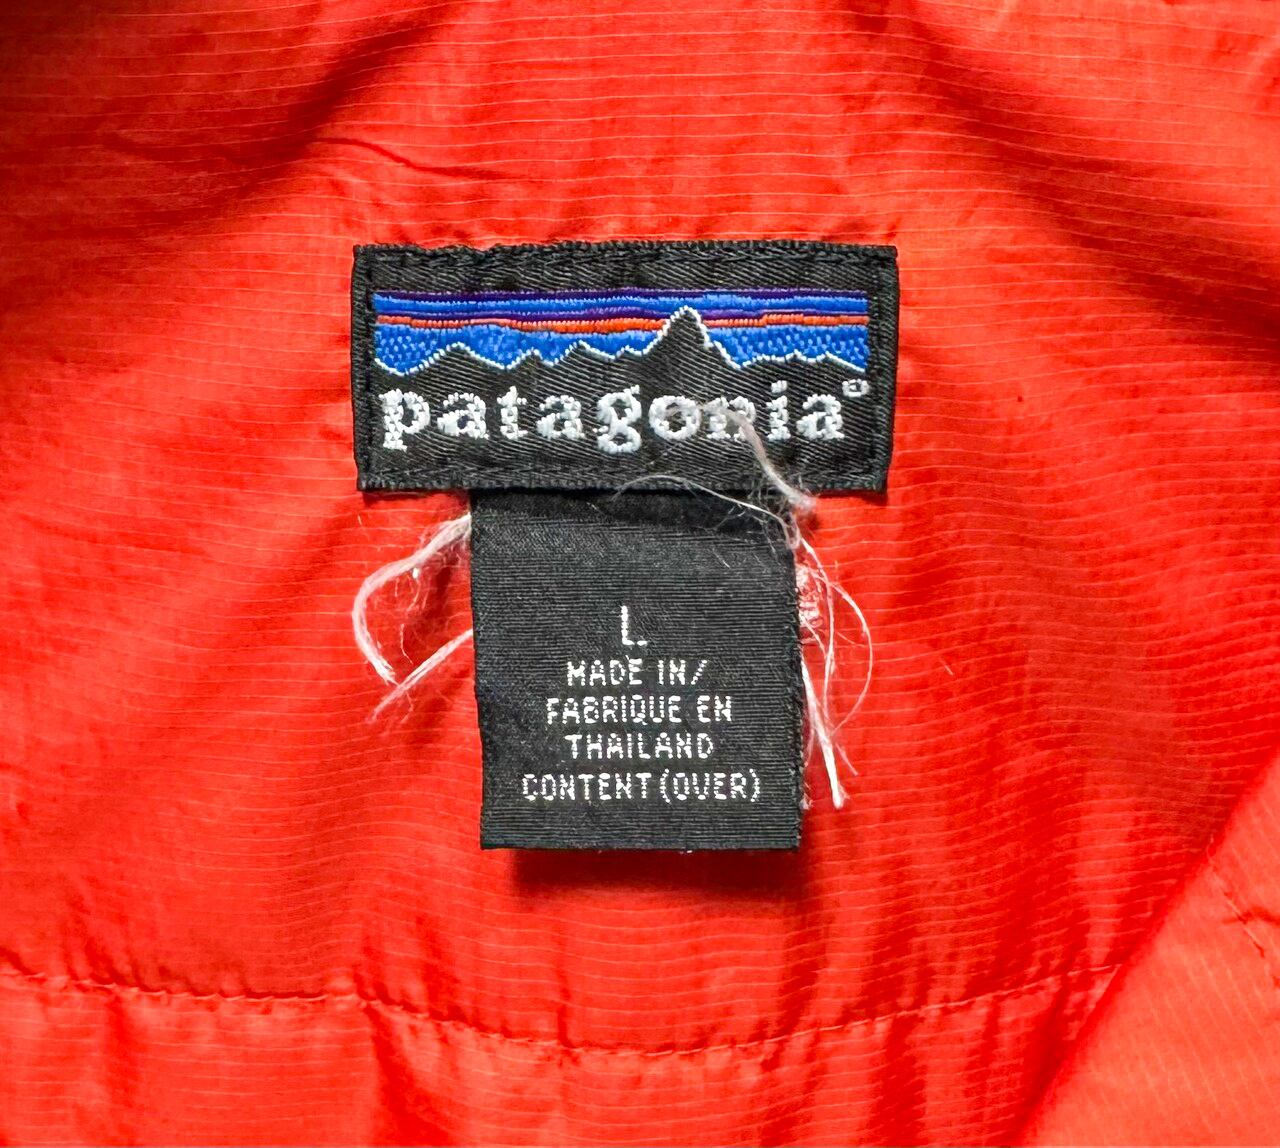 patagonia®
L
MADE IN/
FABRIQUE EN
THAILAND
CONTENT (OVER)